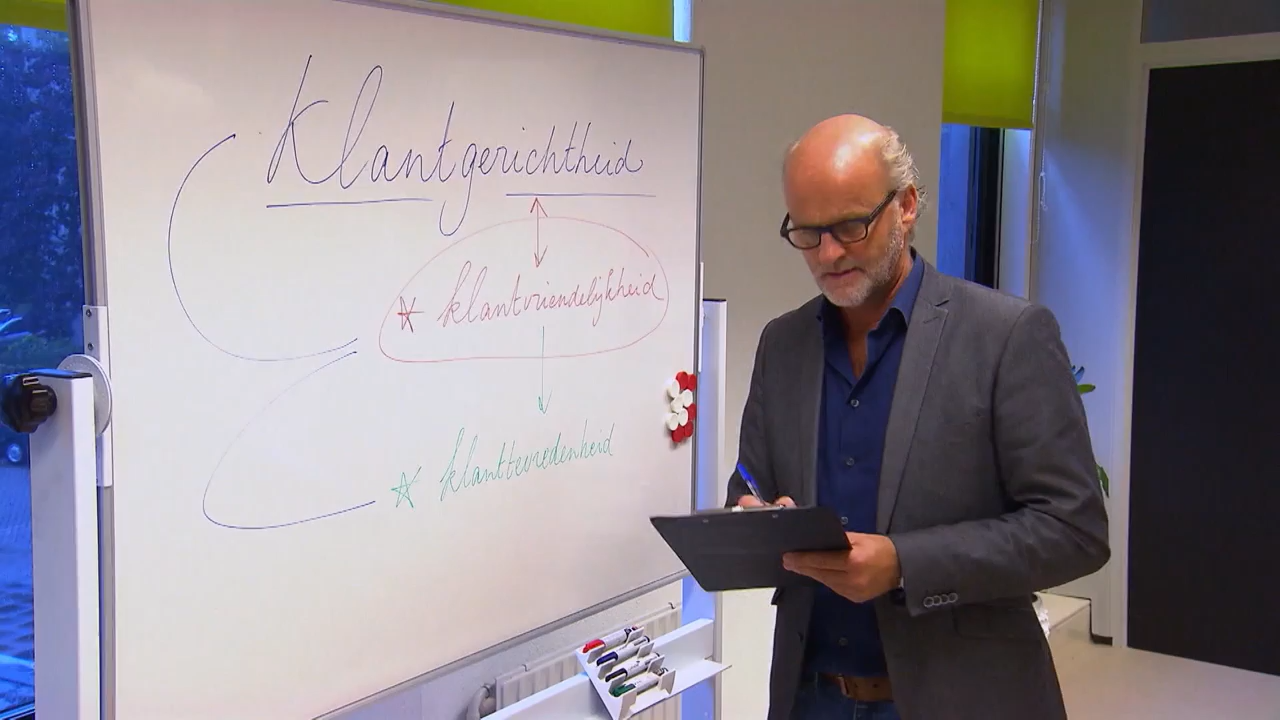 Klantgerichtheid
* klantvriendelijkheid
* klanttevredenheid